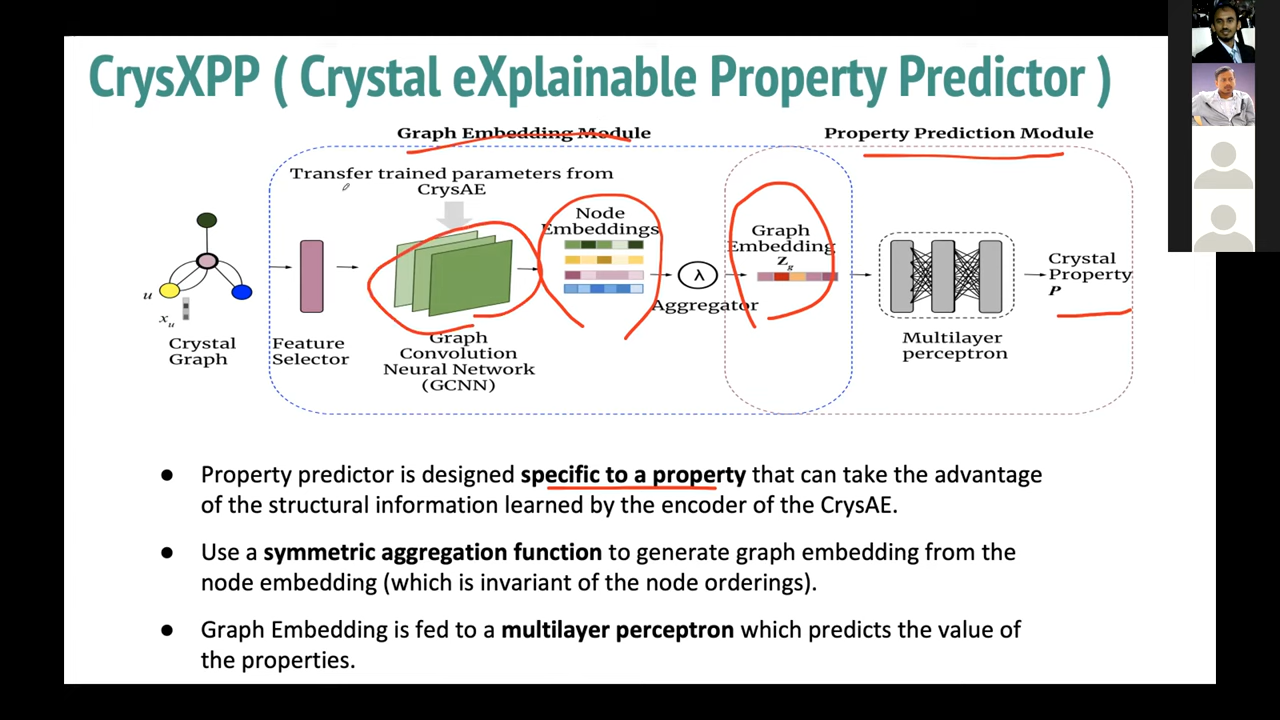 CrysXPP ( Crystal eXplainable Property Predictor )
Graph Embedding Module
Property Prediction Module
Transfer trained parameters from
CrysAE
Node
Embeddings
Graph
Embedding
Zg
λ
Aggregator
Crystal
Property
P
u
xu
Crystal
Graph
Feature
Selector
Graph
Convolution
Neural Network
(GCNN)
Multilayer
perceptron
● Property predictor is designed specific to a property that can take the advantage
of the structural information learned by the encoder of the CrysAE.
● Use a symmetric aggregation function to generate graph embedding from the
node embedding (which is invariant of the node orderings).
● Graph Embedding is fed to a multilayer perceptron which predicts the value of
the properties.